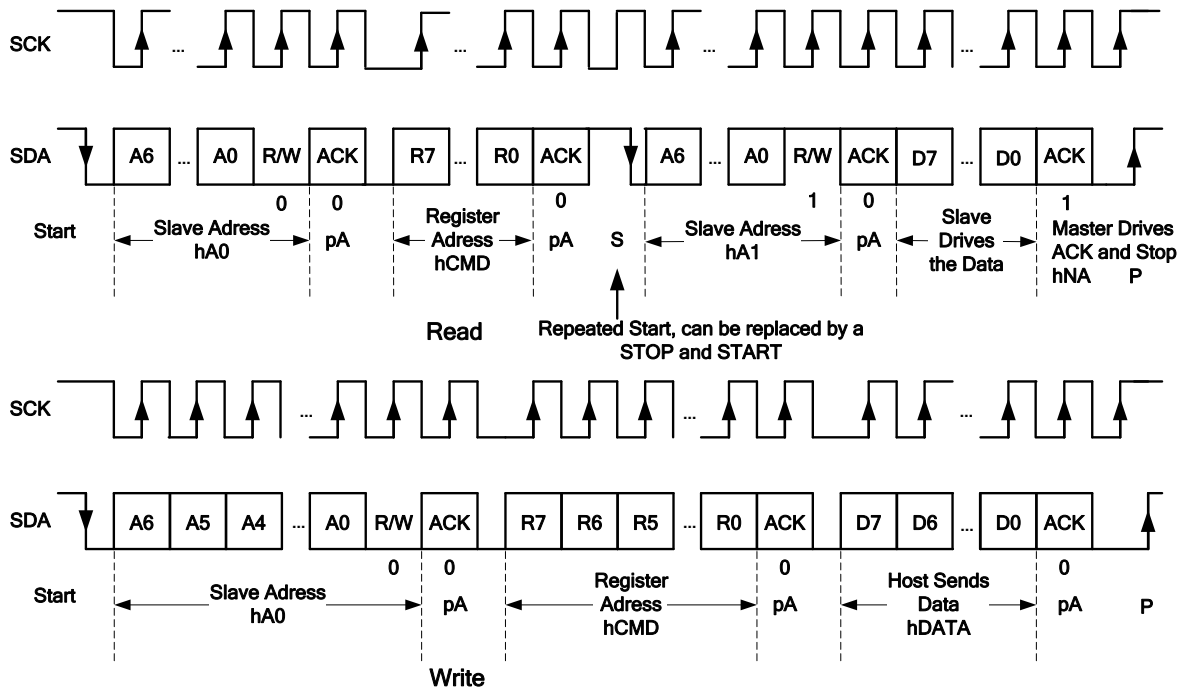 SCK ... ... ... ...
SDA A6 ... A0 R/W ACK R7 ... R0 ACK A6 ... A0 R/W ACK D7 ... D0 ACK
0 0 0 1 0 1
Start Slave Adress hA0 pA Register Adress hCMD pA S Slave Adress hA1 pA Slave Drives the Data Master Drives ACK and Stop hNA P
Read
Repeated Start, can be replaced by a
STOP and START
SCK ... ... ...
SDA A6 A5 A4 ... A0 R/W ACK R7 R6 R5 ... R0 ACK D7 D6 ... D0 ACK
0 0 0 0
Start Slave Adress hA0 pA Register Adress hCMD pA Host Sends Data hDATA pA P
Write